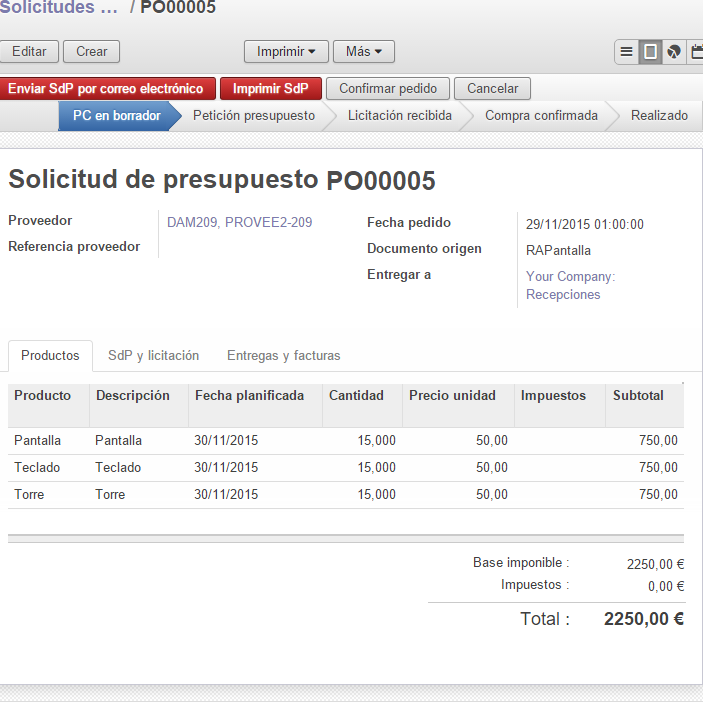 Solicitudes ... / PO00005
Editar Crear Imprimir Más
Enviar SdP por correo electrónico Imprimir SdP Confirmar pedido Cancelar
PC en borrador Petición presupuesto Licitación recibida Compra confirmada Realizado
Solicitud de presupuesto PO00005
Proveedor DAM209, PROVEE2-209
Referencia proveedor
Fecha pedido 29/11/2015 01:00:00
Documento origen RAPantalla
Entregar a Your Company:
Recepciones
Productos SdP y licitación Entregas y facturas
Producto Descripción Fecha planificada Cantidad Precio unidad Impuestos Subtotal
Pantalla Pantalla 30/11/2015 15,000 50,00 750,00
Teclado Teclado 30/11/2015 15,000 50,00 750,00
Torre Torre 30/11/2015 15,000 50,00 750,00
Base imponible : 2250,00 €
Impuestos : 0,00 €
Total : 2250,00 €